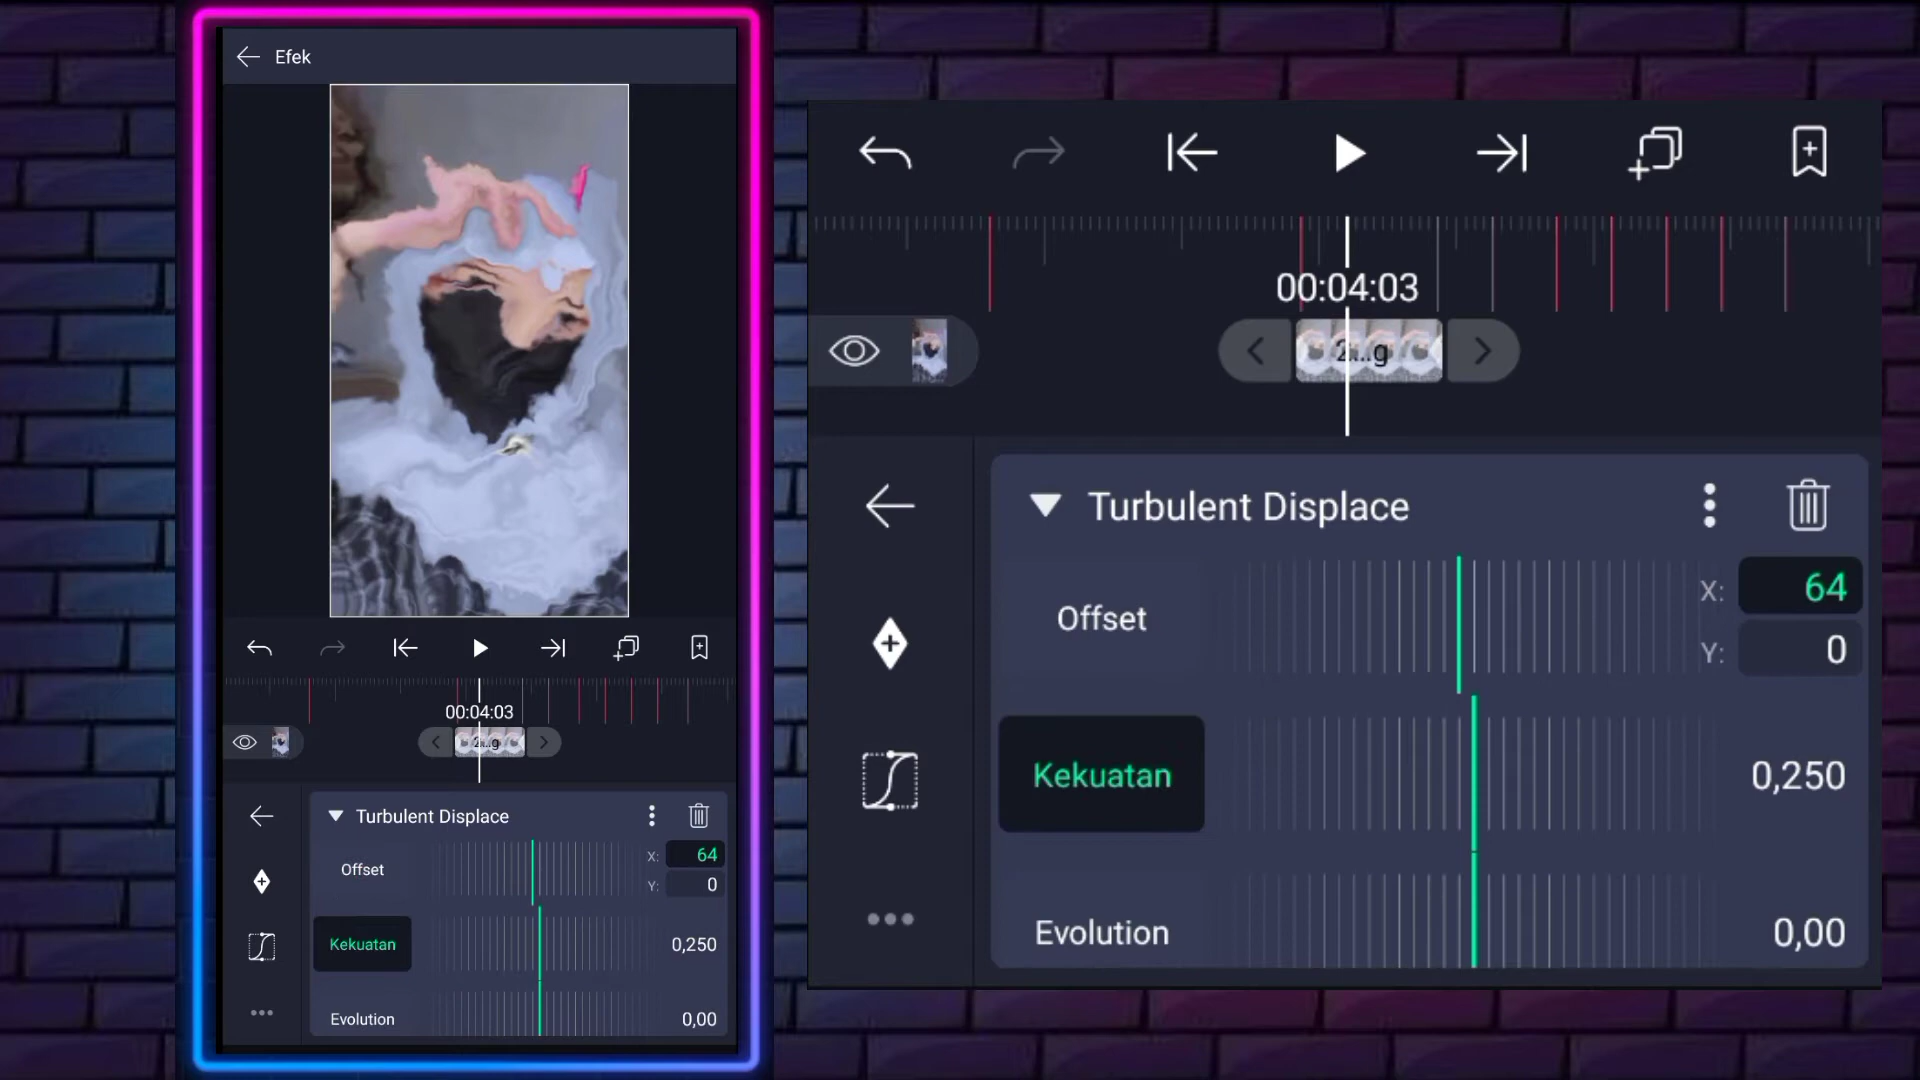 Efek
00:04:03
2...g
Turbulent Displace
Offset
X: 64
Y: 0
Kekuatan
0,250
Evolution
0,00
00:04:03
2...g
Turbulent Displace
Offset
X: 64
Y: 0
Kekuatan
0,250
Evolution
0,00